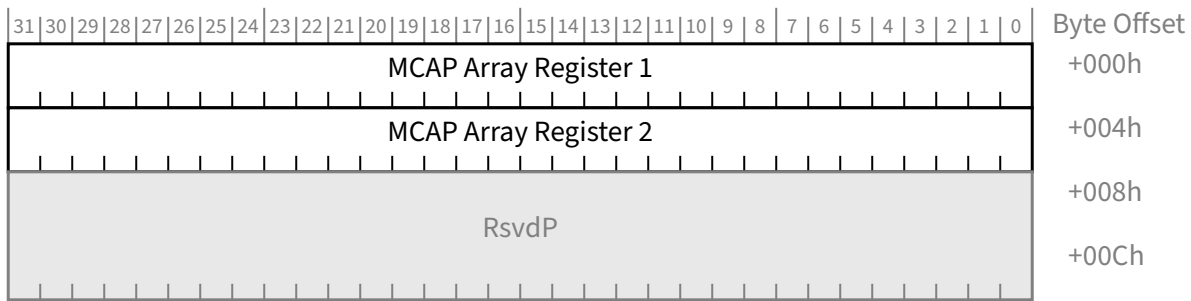 31 30 29 28 27 26 25 24 23 22 21 20 19 18 17 16 15 14 13 12 11 10 9 8 7 6 5 4 3 2 1 0 Byte Offset
MCAP Array Register 1 +000h
MCAP Array Register 2 +004h
+008h
RsvdP
+00Ch